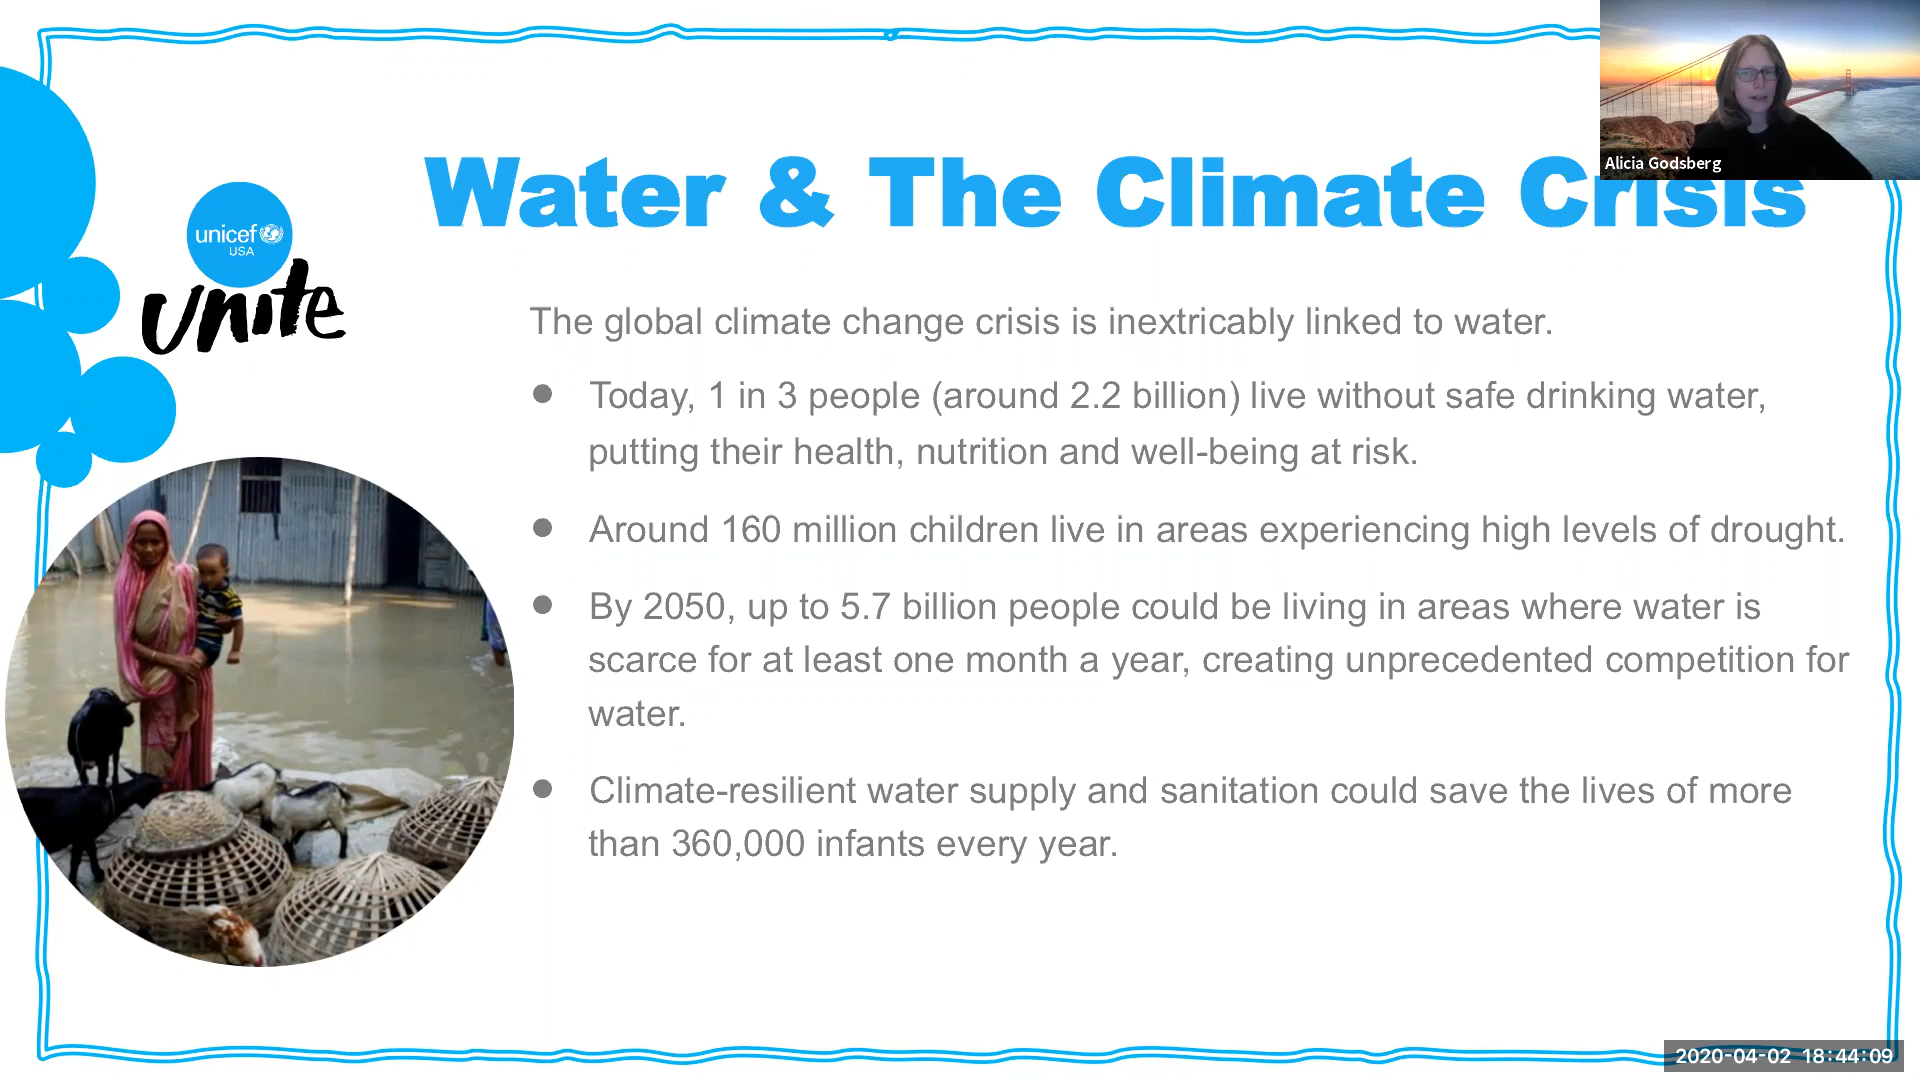 Alicia Godsberg
Water & The Climate Crisis
unicef
USA
unite
The global climate change crisis is inextricably linked to water.
● Today, 1 in 3 people (around 2.2 billion) live without safe drinking water,
putting their health, nutrition and well-being at risk.
● Around 160 million children live in areas experiencing high levels of drought.
● By 2050, up to 5.7 billion people could be living in areas where water is
scarce for at least one month a year, creating unprecedented competition for
water.
● Climate-resilient water supply and sanitation could save the lives of more
than 360,000 infants every year.
2020-04-02 18:44:09